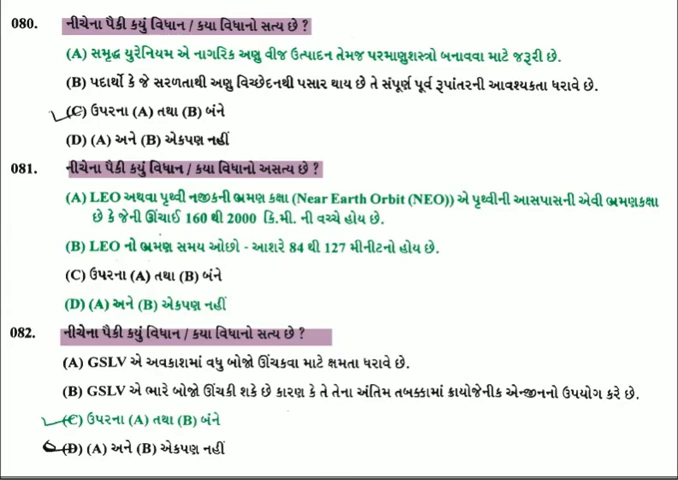 080. નીચેના પૈકી કયું વિધાન / કયા વિધાનો સત્ય છે ?
(A) સમૃદ્ધ યુરેનિયમ એ નાગરિક અણુ વીજ ઉત્પાદન તેમજ પરમાણુશસ્ત્રો બનાવવા માટે જરૂરી છે.
(B) પદાર્થો કે જે સરળતાથી અણુ વિચ્છેદનથી પસાર થાય છે તે સંપૂર્ણ પૂર્વ રૂપાંતરની આવશ્યકતા ધરાવે છે.
(C) ઉપરના (A) તથા (B) બંને
(D) (A) અને (B) એકપણ નહીં
081. નીચેના પૈકી કયું વિધાન / કયા વિધાનો અસત્ય છે ?
(A) LEO અથવા પૃથ્વી નજીકની ભ્રમણ કક્ષા (Near Earth Orbit (NEO)) એ પૃથ્વીની આસપાસની એવી ભ્રમણકક્ષા
છે કે જેની ઊંચાઈ 160 થી 2000 કિ.મી. ની વચ્ચે હોય છે.
(B) LEO નો ભ્રમણ સમય ઓછો - આશરે 84 થી 127 મીનીટનો હોય છે.
(C) ઉપરના (A) તથા (B) બંને
(D) (A) અને (B) એકપણ નહીં
082. નીચેના પૈકી કયું વિધાન / કયા વિધાનો સત્ય છે ?
(A) GSLV એ અવકાશમાં વધુ બોજો ઊંચકવા માટે ક્ષમતા ધરાવે છે.
(B) GSLV એ ભારે બોજો ઊંચકી શકે છે કારણ કે તે તેના અંતિમ તબક્કામાં ક્રાયોજેનીક એન્જીનનો ઉપયોગ કરે છે.
(C) ઉપરના (A) તથા (B) બંને
(D) (A) અને (B) એકપણ નહીં